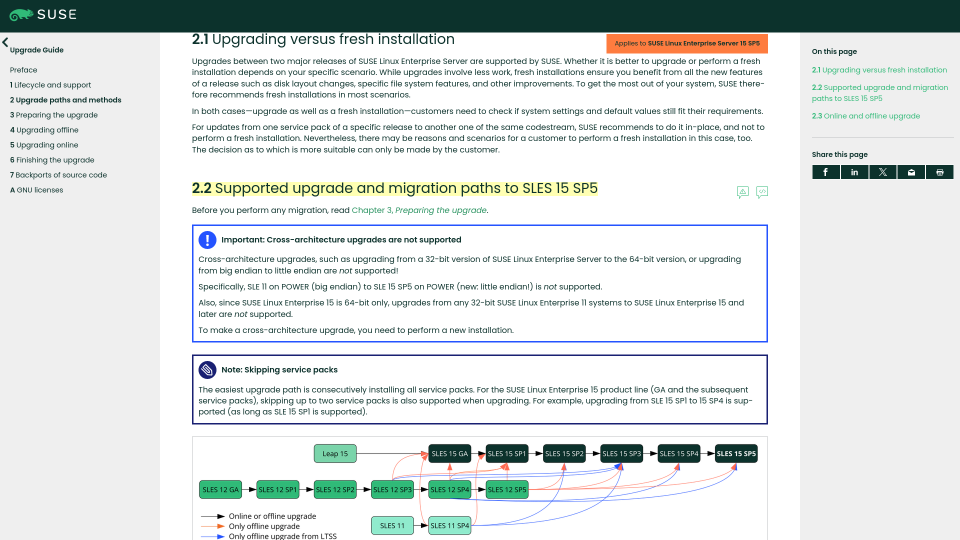 SUSE
Upgrade Guide
Preface
1 Lifecycle and support
2 Upgrade paths and methods
3 Preparing the upgrade
4 Upgrading offline
5 Upgrading online
6 Finishing the upgrade
7 Backports of source code
A GNU licenses
2.1 Upgrading versus fresh installation
Applies to SUSE Linux Enterprise Server 15 SP5
Upgrades between two major releases of SUSE Linux Enterprise Server are supported by SUSE. Whether it is better to upgrade or perform a fresh
installation depends on your specific scenario. While upgrades involve less work, fresh installations ensure you benefit from all the new features
of a release such as disk layout changes, specific file system features, and other improvements. To get the most out of your system, SUSE there-
fore recommends fresh installations in most scenarios.
In both cases—upgrade as well as a fresh installation—customers need to check if system settings and default values still fit their requirements.
For updates from one service pack of a specific release to another one of the same codestream, SUSE recommends to do it in-place, and not to
perform a fresh installation. Nevertheless, there may be reasons and scenarios for a customer to perform a fresh installation in this case, too.
The decision as to which is more suitable can only be made by the customer.
2.2 Supported upgrade and migration paths to SLES 15 SP5
Before you perform any migration, read Chapter 3, Preparing the upgrade.
Important: Cross-architecture upgrades are not supported
Cross-architecture upgrades, such as upgrading from a 32-bit version of SUSE Linux Enterprise Server to the 64-bit version, or upgrading
from big endian to little endian are not supported!
Specifically, SLE 11 on POWER (big endian) to SLE 15 SP5 on POWER (new: little endian!) is not supported.
Also, since SUSE Linux Enterprise 15 is 64-bit only, upgrades from any 32-bit SUSE Linux Enterprise 11 systems to SUSE Linux Enterprise 15 and
later are not supported.
To make a cross-architecture upgrade, you need to perform a new installation.
Note: Skipping service packs
The easiest upgrade path is consecutively installing all service packs. For the SUSE Linux Enterprise 15 product line (GA and the subsequent
service packs), skipping up to two service packs is also supported when upgrading. For example, upgrading from SLE 15 SP1 to 15 SP4 is sup-
ported (as long as SLE 15 SP1 is supported).
Leap 15
SLES 15 GA
SLES 15 SP1
SLES 15 SP2
SLES 15 SP3
SLES 15 SP4
SLES 15 SP5
SLES 12 GA
SLES 12 SP1
SLES 12 SP2
SLES 12 SP3
SLES 12 SP4
SLES 12 SP5
SLES 11
SLES 11 SP4
Online or offline upgrade
Only offline upgrade
Only offline upgrade from LTSS
On this page
2.1 Upgrading versus fresh installation
2.2 Supported upgrade and migration
paths to SLES 15 SP5
2.3 Online and offline upgrade
Share this page